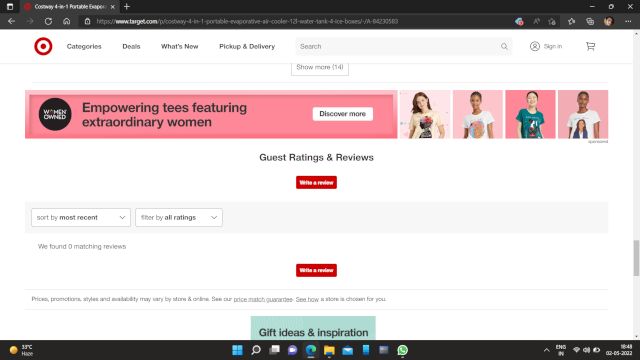 Costway 4-in-1 Portable Evapora
https://www.target.com/p/costway-4-in-1-portable-evaporative-air-cooler-12l-water-tank-4-ice-boxes/-/A-84230583
Categories
Deals
What's New
Pickup & Delivery
Search
Sign in
Show more (14)
WOMEN OWNED
Empowering tees featuring
extraordinary women
Discover more
sponsored
Guest Ratings & Reviews
Write a review
sort by most recent
filter by all ratings
We found 0 matching reviews
Write a review
Prices, promotions, styles and availability may vary by store & online. See our price match guarantee. See how a store is chosen for you.
Gift ideas & inspiration
33°C
Haze
ENG
IN
18:48
02-05-2022